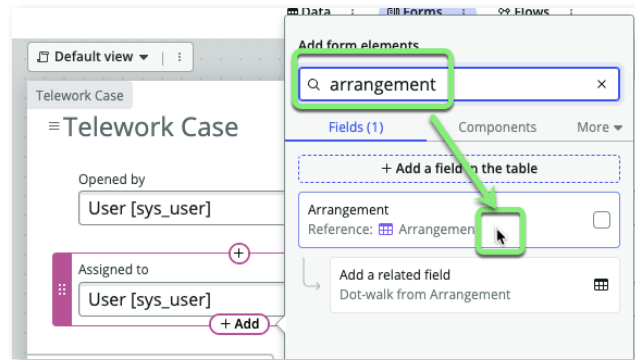 Data
Forms
Flows
Default view
Add form elements
arrangement
Telework Case
Telework Case
Fields (1)
Components
More
+ Add a field in the table
Opened by
User [sys_user]
Arrangement
Reference: Arrangemen
Assigned to
User [sys_user]
Add a related field
Dot-walk from Arrangement
+ Add